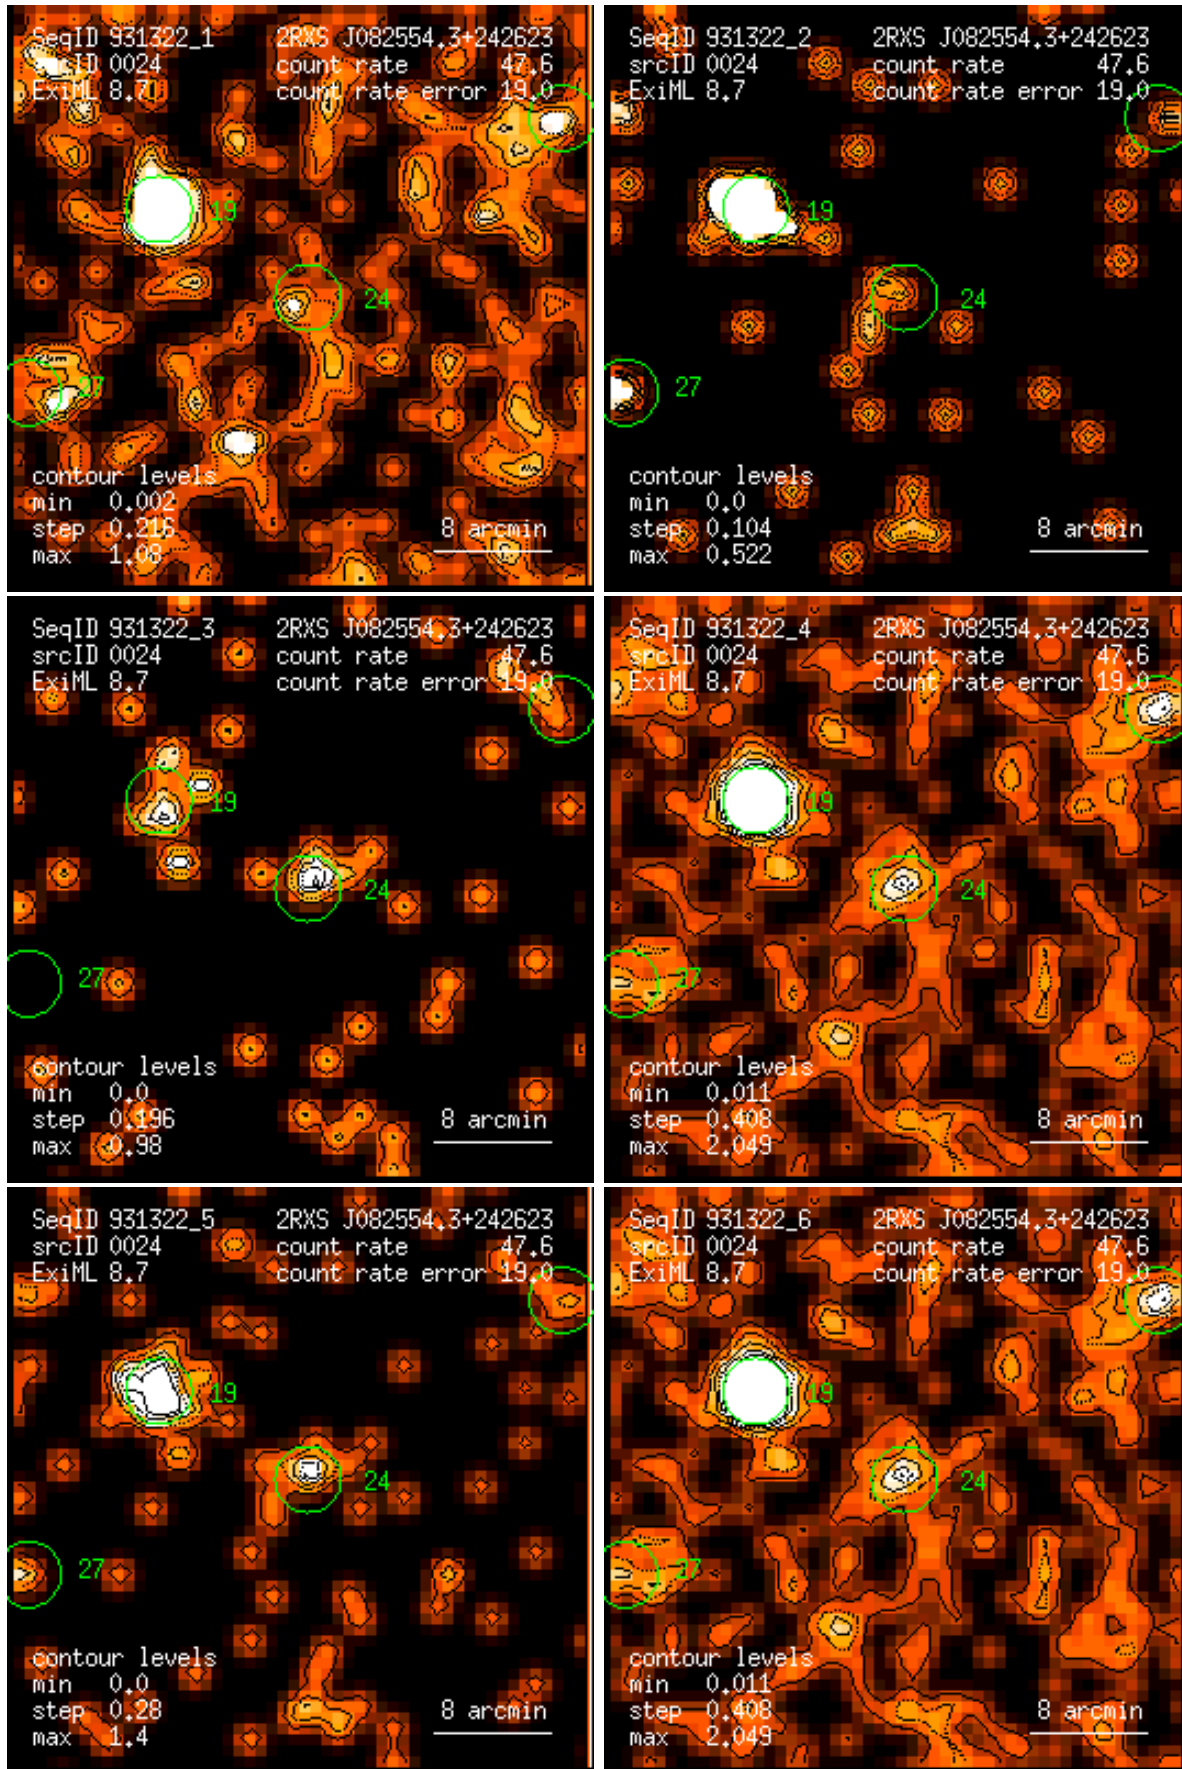 SeqID 931322_1 2RXS J082554.3+242623
srcID 0024 count rate 47.6
ExiML 8.7 count rate error 19.0
19
24
27
contour levels
min 0.002
step 0.216 8 arcmin
max 1.08
SeqID 931322_2 2RXS J082554.3+242623
srcID 0024 count rate 47.6
ExiML 8.7 count rate error 19.0
19
24
27
contour levels
min 0.0
step 0.104 8 arcmin
max 0.522
SeqID 931322_3 2RXS J082554.3+242623
srcID 0024 count rate 47.6
ExiML 8.7 count rate error 19.0
19
24
27
contour levels
min 0.0
step 0.196 8 arcmin
max 0.98
SeqID 931322_4 2RXS J082554.3+242623
srcID 0024 count rate 47.6
ExiML 8.7 count rate error 19.0
19
24
27
contour levels
min 0.011
step 0.408 8 arcmin
max 2.049
SeqID 931322_5 2RXS J082554.3+242623
srcID 0024 count rate 47.6
ExiML 8.7 count rate error 19.0
19
24
27
contour levels
min 0.0
step 0.28 8 arcmin
max 1.4
SeqID 931322_6 2RXS J082554.3+242623
srcID 0024 count rate 47.6
ExiML 8.7 count rate error 19.0
19
24
27
contour levels
min 0.011
step 0.408 8 arcmin
max 2.049